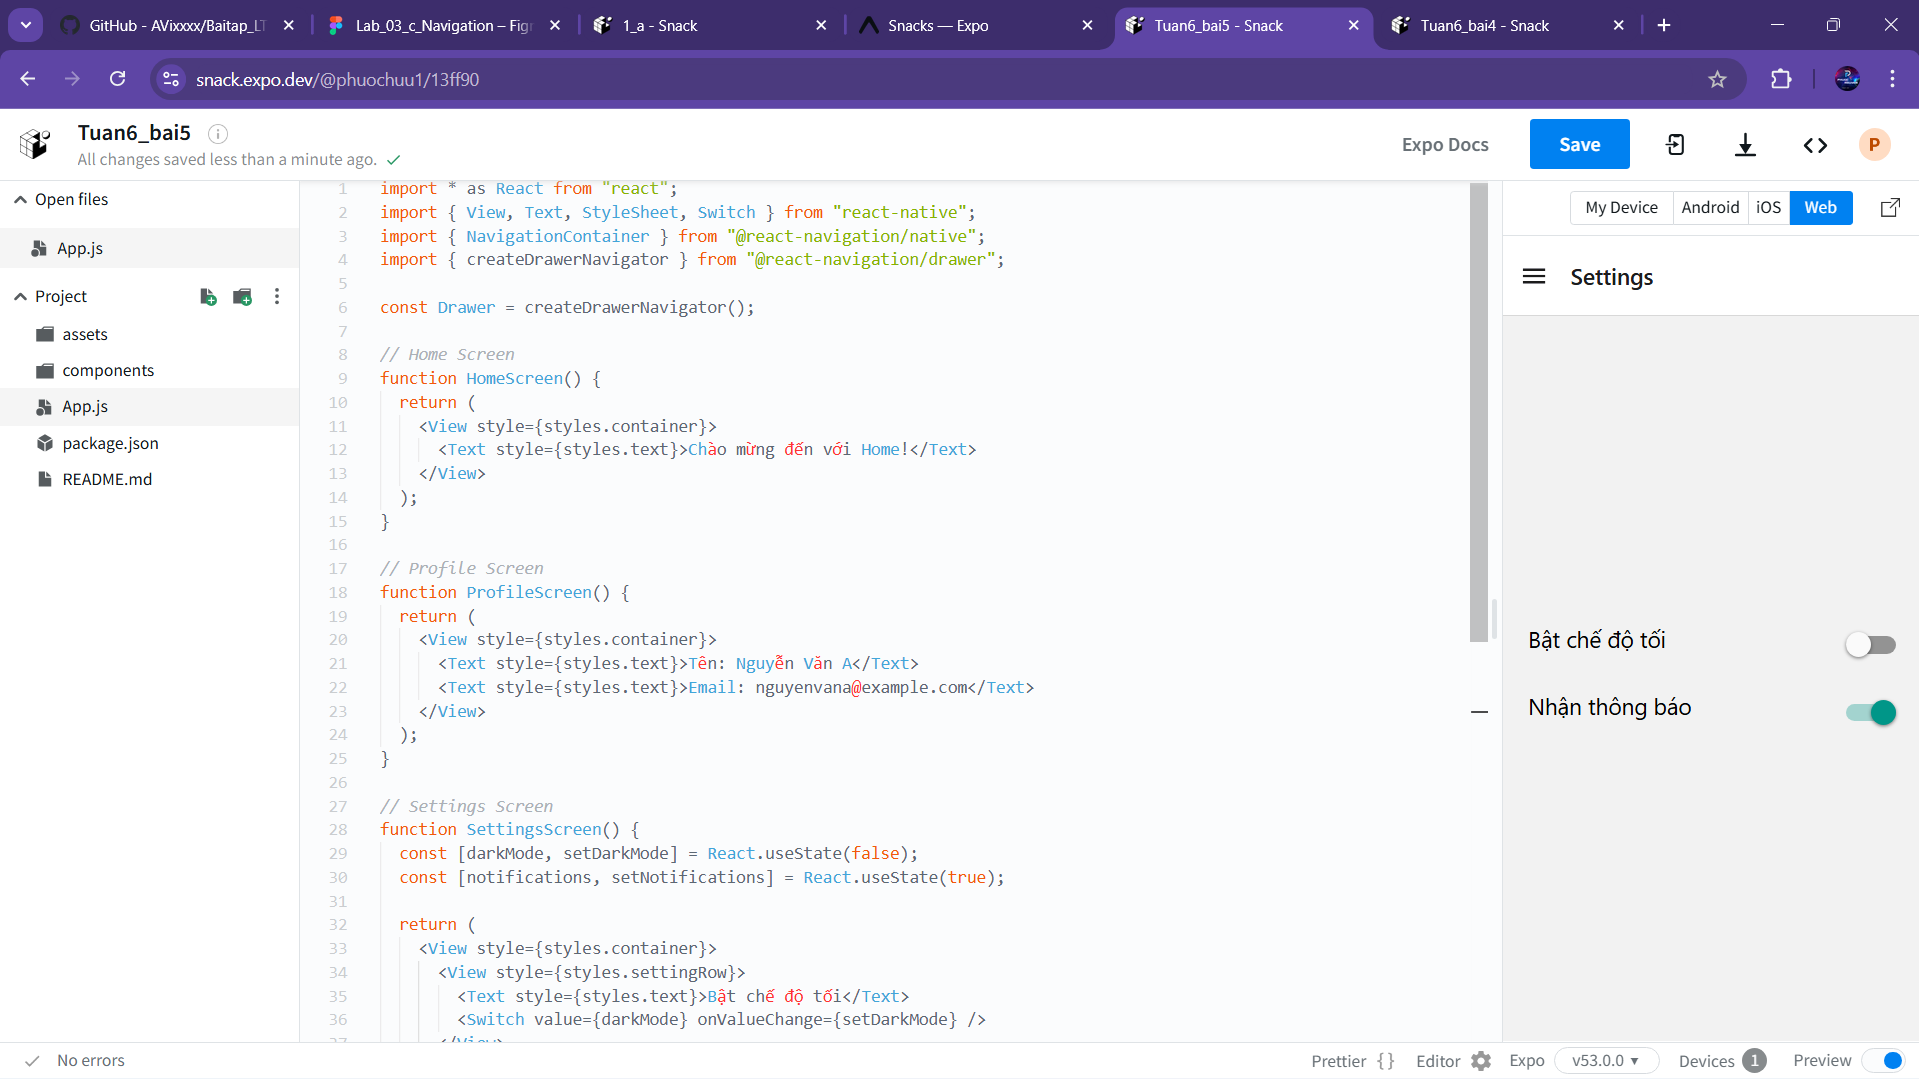 GitHub - AVixxxx/Baitap_LT
Lab_03_c_Navigation – Fig
1_a - Snack
Snacks — Expo
Tuan6_bai5 - Snack
Tuan6_bai4 - Snack
snack.expo.dev/@phuochuu1/13ff90
Tuan6_bai5
All changes saved less than a minute ago.
Expo Docs
Save
P
Open files
App.js
Project
assets
components
App.js
package.json
README.md
1 import * as React from "react";
2 import { View, Text, StyleSheet, Switch } from "react-native";
3 import { NavigationContainer } from "@react-navigation/native";
4 import { createDrawerNavigator } from "@react-navigation/drawer";
5
6 const Drawer = createDrawerNavigator();
7
8 // Home Screen
9 function HomeScreen() {
10 return (
11 <View style={styles.container}>
12 <Text style={styles.text}>Chào mừng đến với Home!</Text>
13 </View>
14 );
15 }
16
17 // Profile Screen
18 function ProfileScreen() {
19 return (
20 <View style={styles.container}>
21 <Text style={styles.text}>Tên: Nguyễn Văn A</Text>
22 <Text style={styles.text}>Email: nguyenvana@example.com</Text>
23 </View>
24 );
25 }
26
27 // Settings Screen
28 function SettingsScreen() {
29 const [darkMode, setDarkMode] = React.useState(false);
30 const [notifications, setNotifications] = React.useState(true);
31
32 return (
33 <View style={styles.container}>
34 <View style={styles.settingRow}>
35 <Text style={styles.text}>Bật chế độ tối</Text>
36 <Switch value={darkMode} onValueChange={setDarkMode} />
37 </View>
My Device
Android
iOS
Web
Settings
Bật chế độ tối
Nhận thông báo
No errors
Prettier {}
Editor
Expo
v53.0.0
Devices 1
Preview